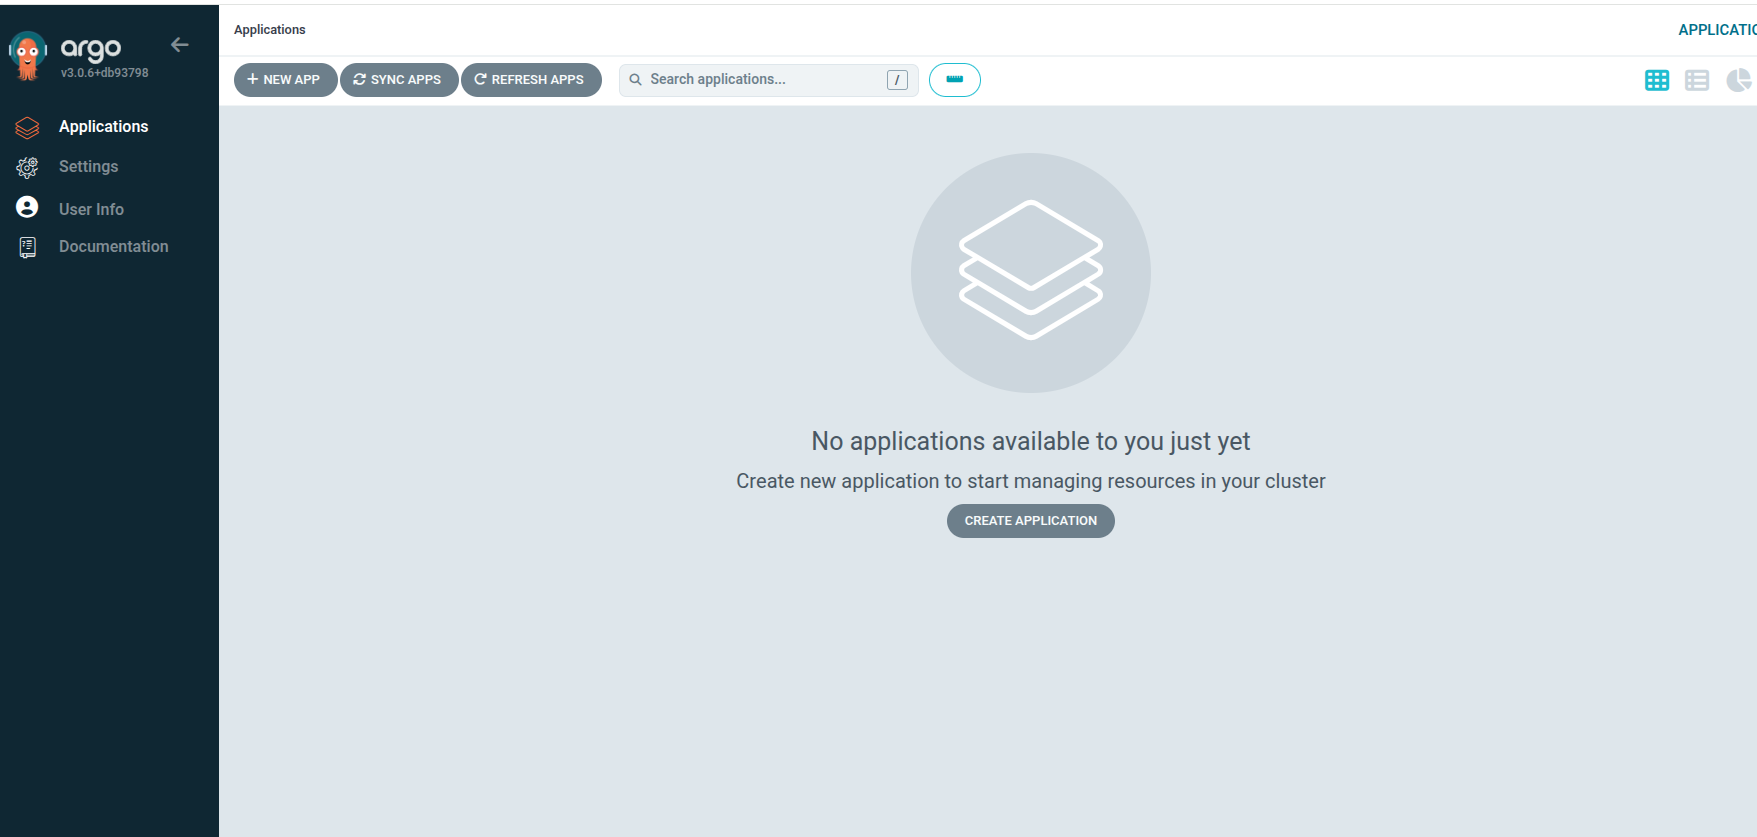 argo
v3.0.6+db93798
Applications
Settings
User Info
Documentation
Applications
APPLICATIO
NEW APP
SYNC APPS
REFRESH APPS
Search applications...
/
No applications available to you just yet
Create new application to start managing resources in your cluster
CREATE APPLICATION